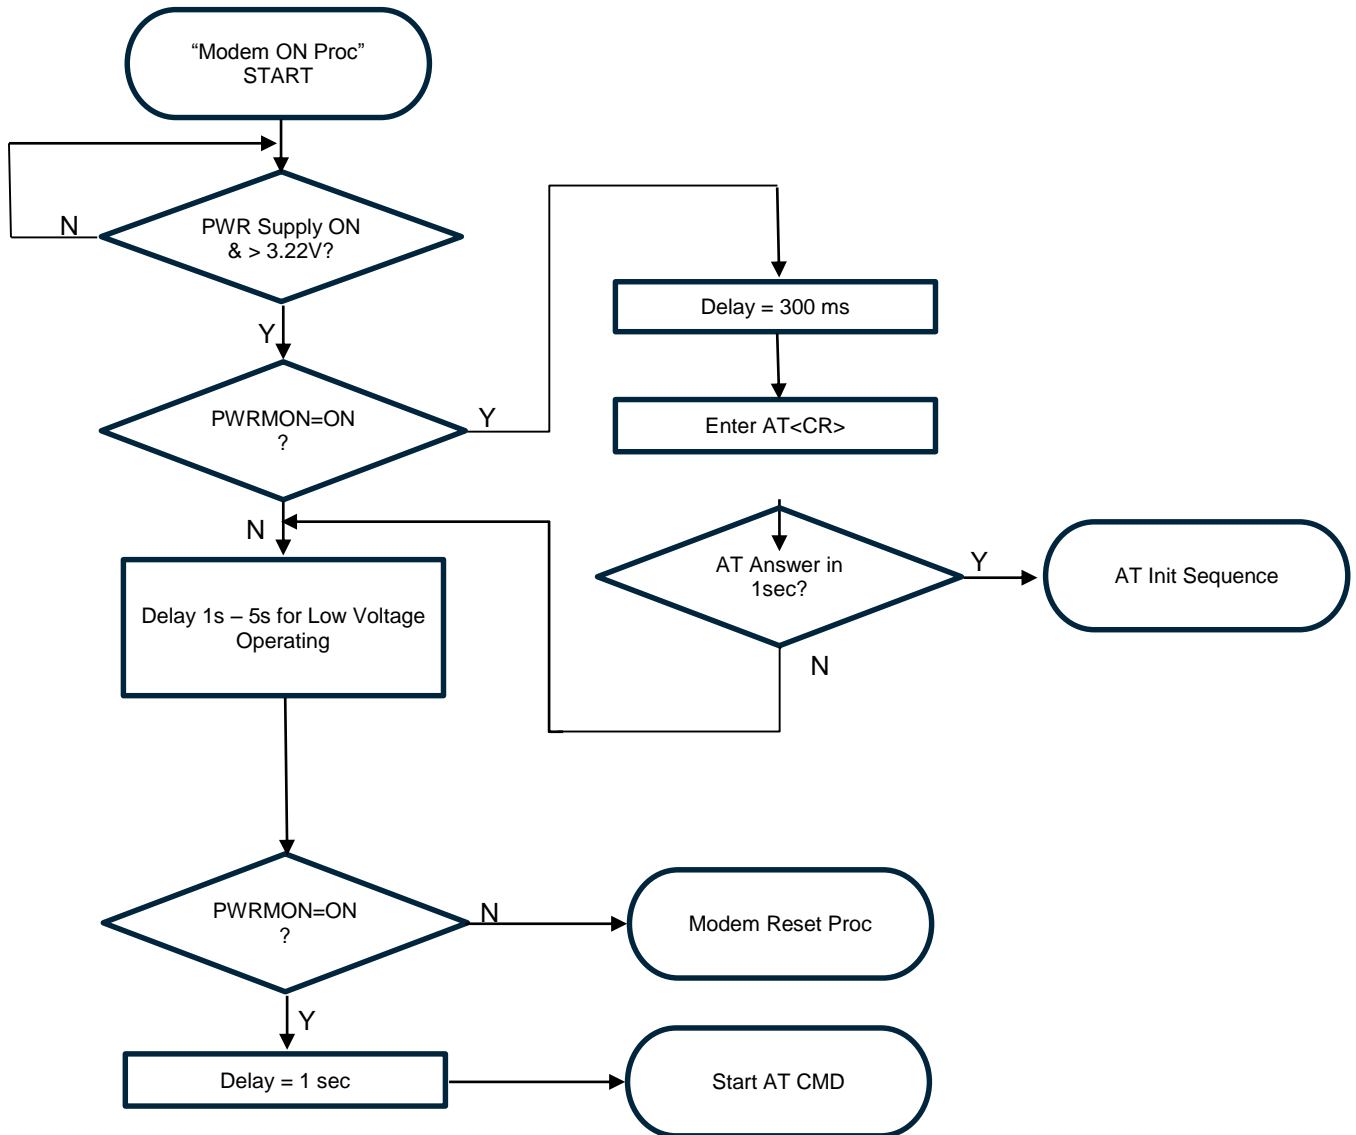 “Modem ON Proc”
START
N
PWR Supply ON
& > 3.22V?
Y
Delay = 300 ms
PWRMON=ON
?
Y
Enter AT<CR>
N
AT Answer in
1sec?
Y
AT Init Sequence
N
Delay 1s – 5s for Low Voltage
Operating
PWRMON=ON
?
N
Modem Reset Proc
Y
Delay = 1 sec
Start AT CMD